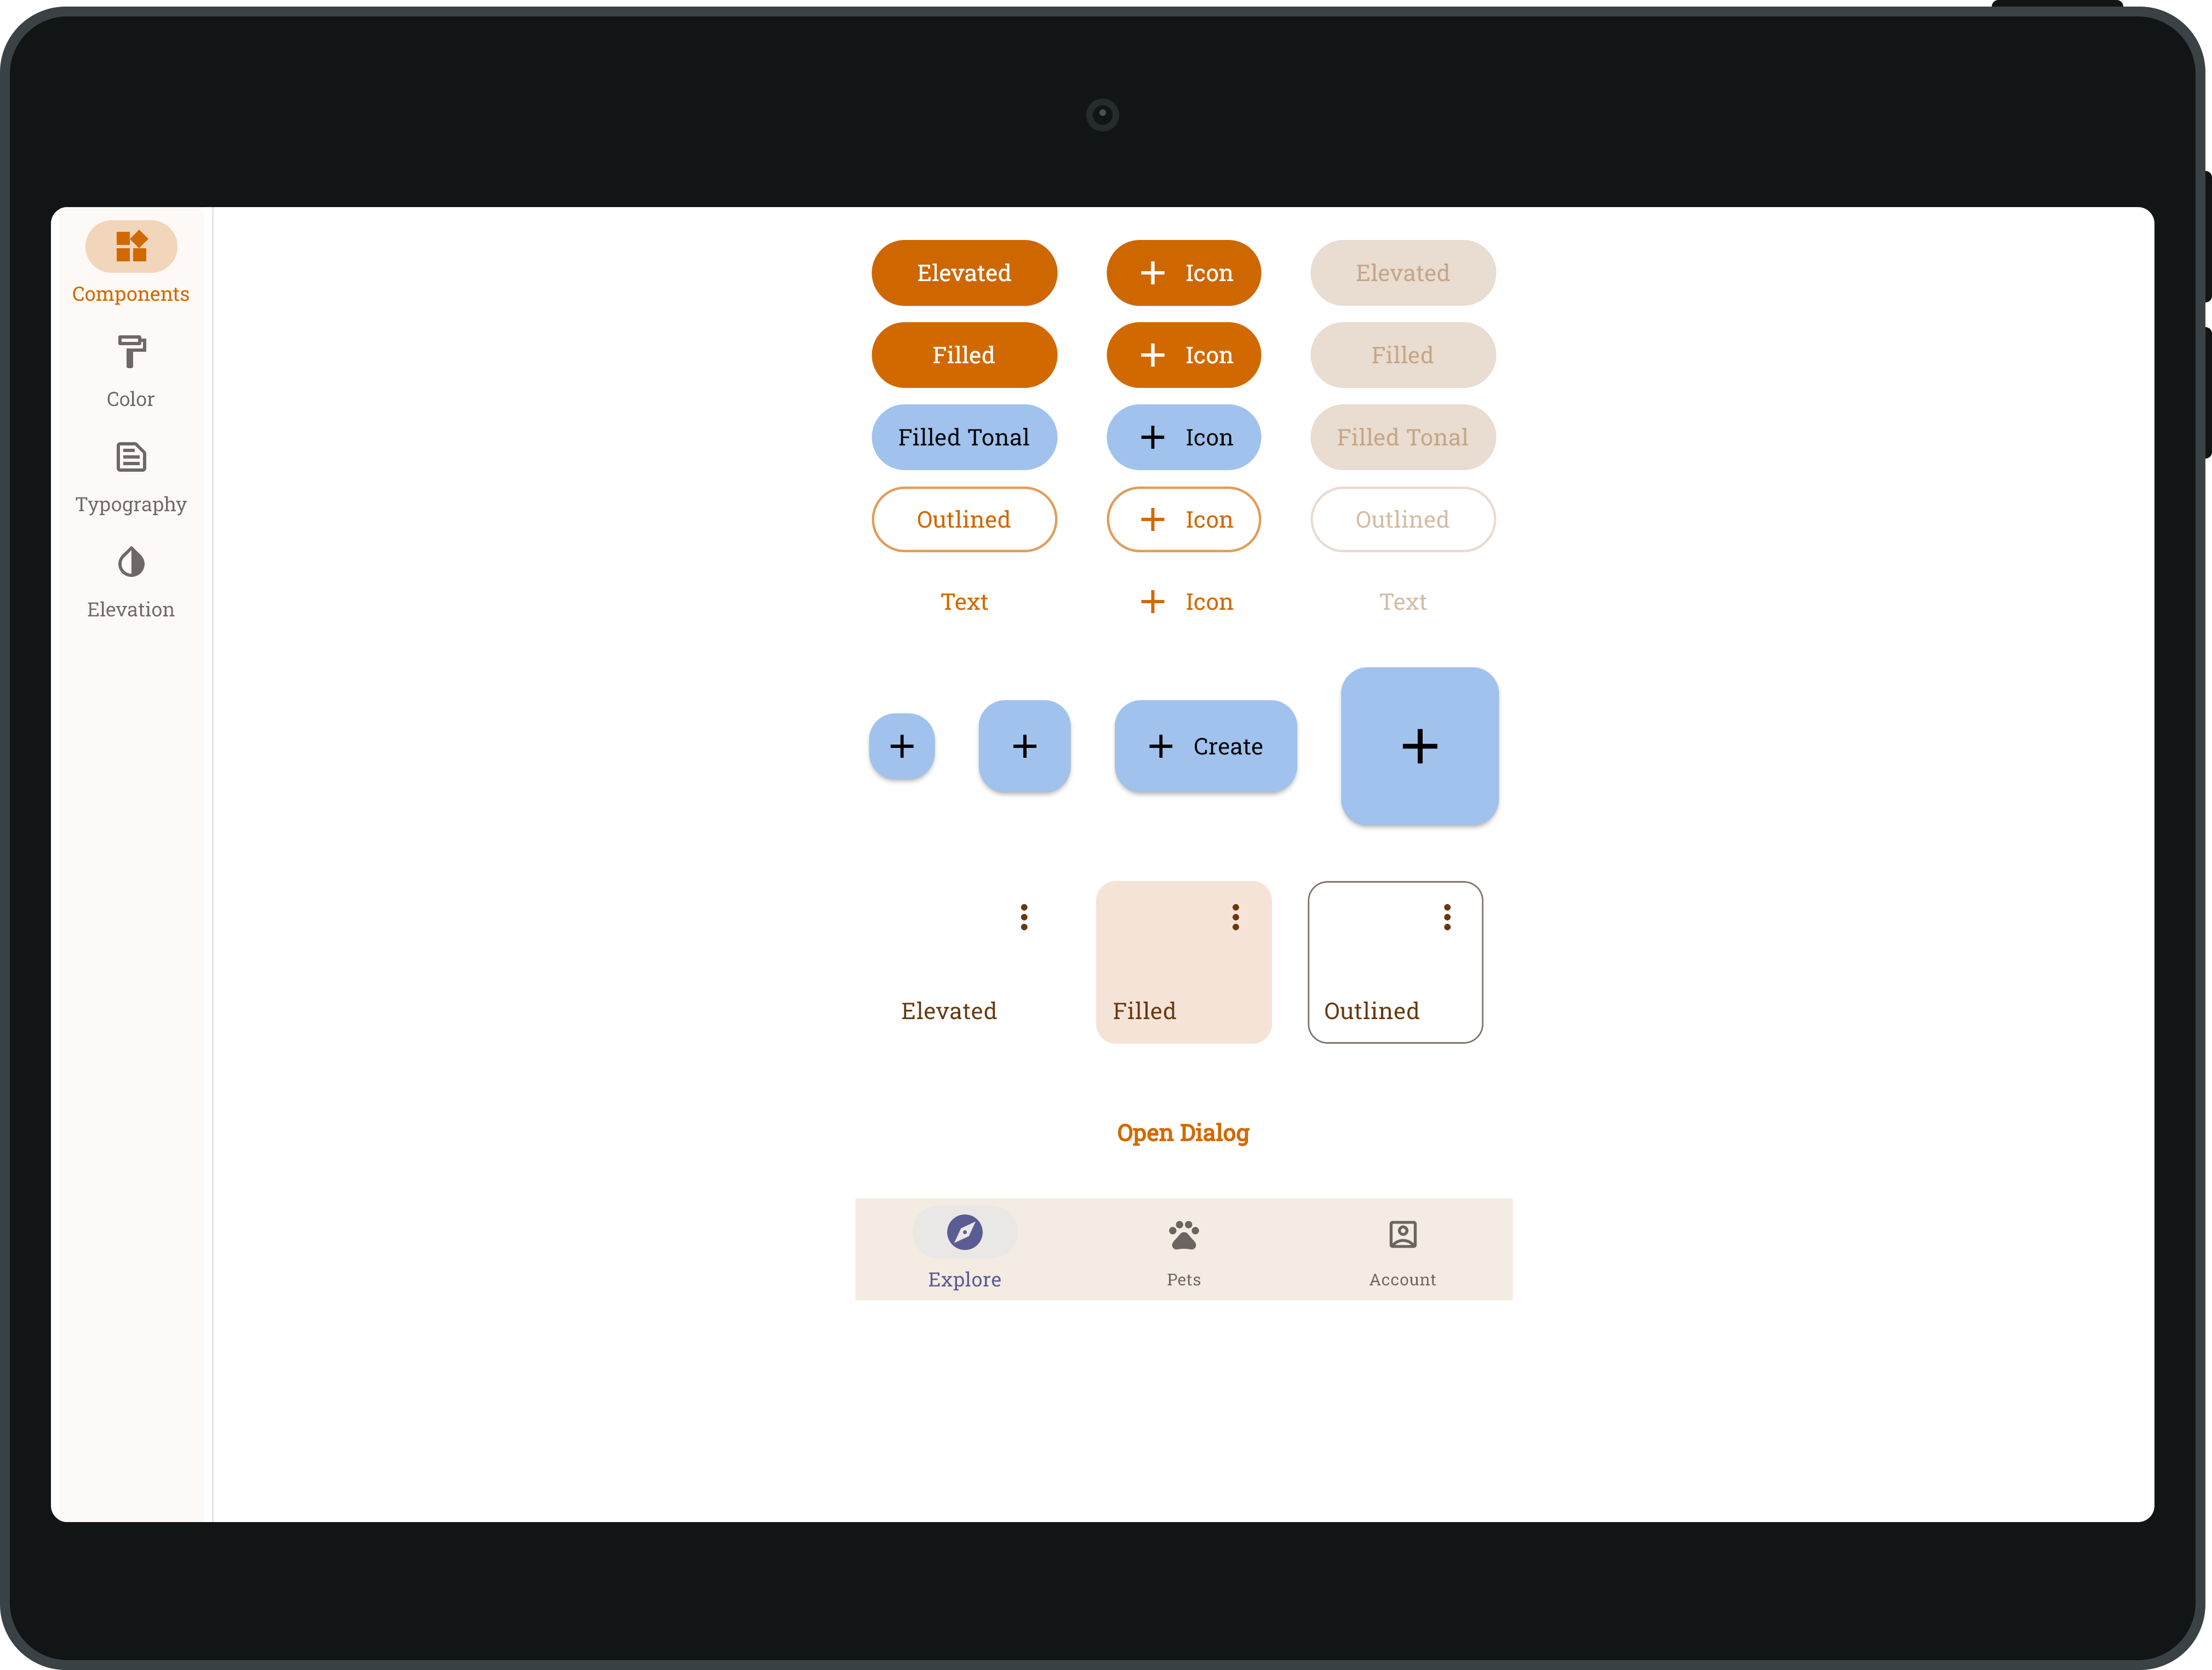 Components
Color
Typography
Elevation
Elevated
Icon
Elevated
Filled
Icon
Filled
Filled Tonal
Icon
Filled Tonal
Outlined
Icon
Outlined
Text
Icon
Text
Create
Elevated
Filled
Outlined
Open Dialog
Explore
Pets
Account